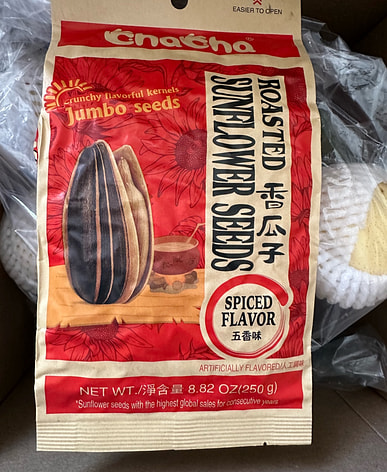 EASIER TO OPEN
chacha®
Crunchy flavorful kernels
Jumbo seeds
ROASTED
SUNFLOWER SEEDS
香瓜子
SPICED
FLAVOR
五香味
ARTIFICIALLY FLAVORED/人工調味
NET WT./淨含量 8.82 OZ(250 g)
*Sunflower seeds with the highest global sales for consecutive years